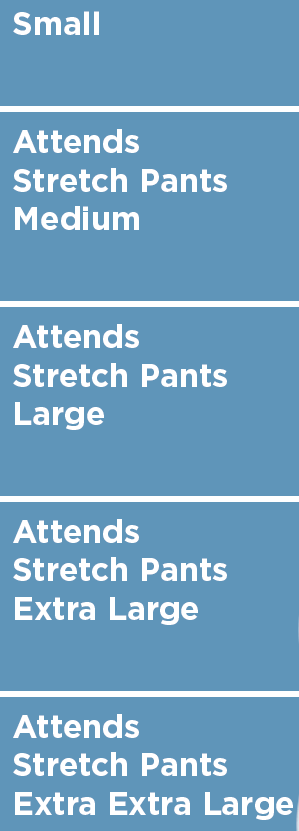 Small
Attends
Stretch Pants
Medium
Attends
Stretch Pants
Large
Attends
Stretch Pants
Extra Large
Attends
Stretch Pants
Extra Extra Large